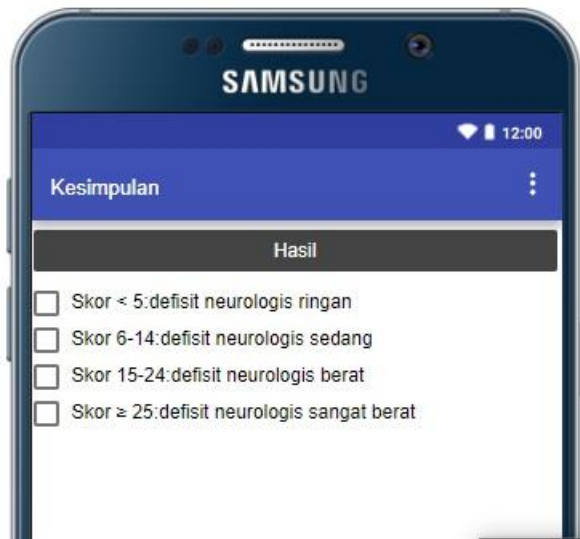 SAMSUNG
12:00
Kesimpulan
Hasil
Skor < 5:defisit neurologis ringan
Skor 6-14:defisit neurologis sedang
Skor 15-24:defisit neurologis berat
Skor ≥ 25:defisit neurologis sangat berat